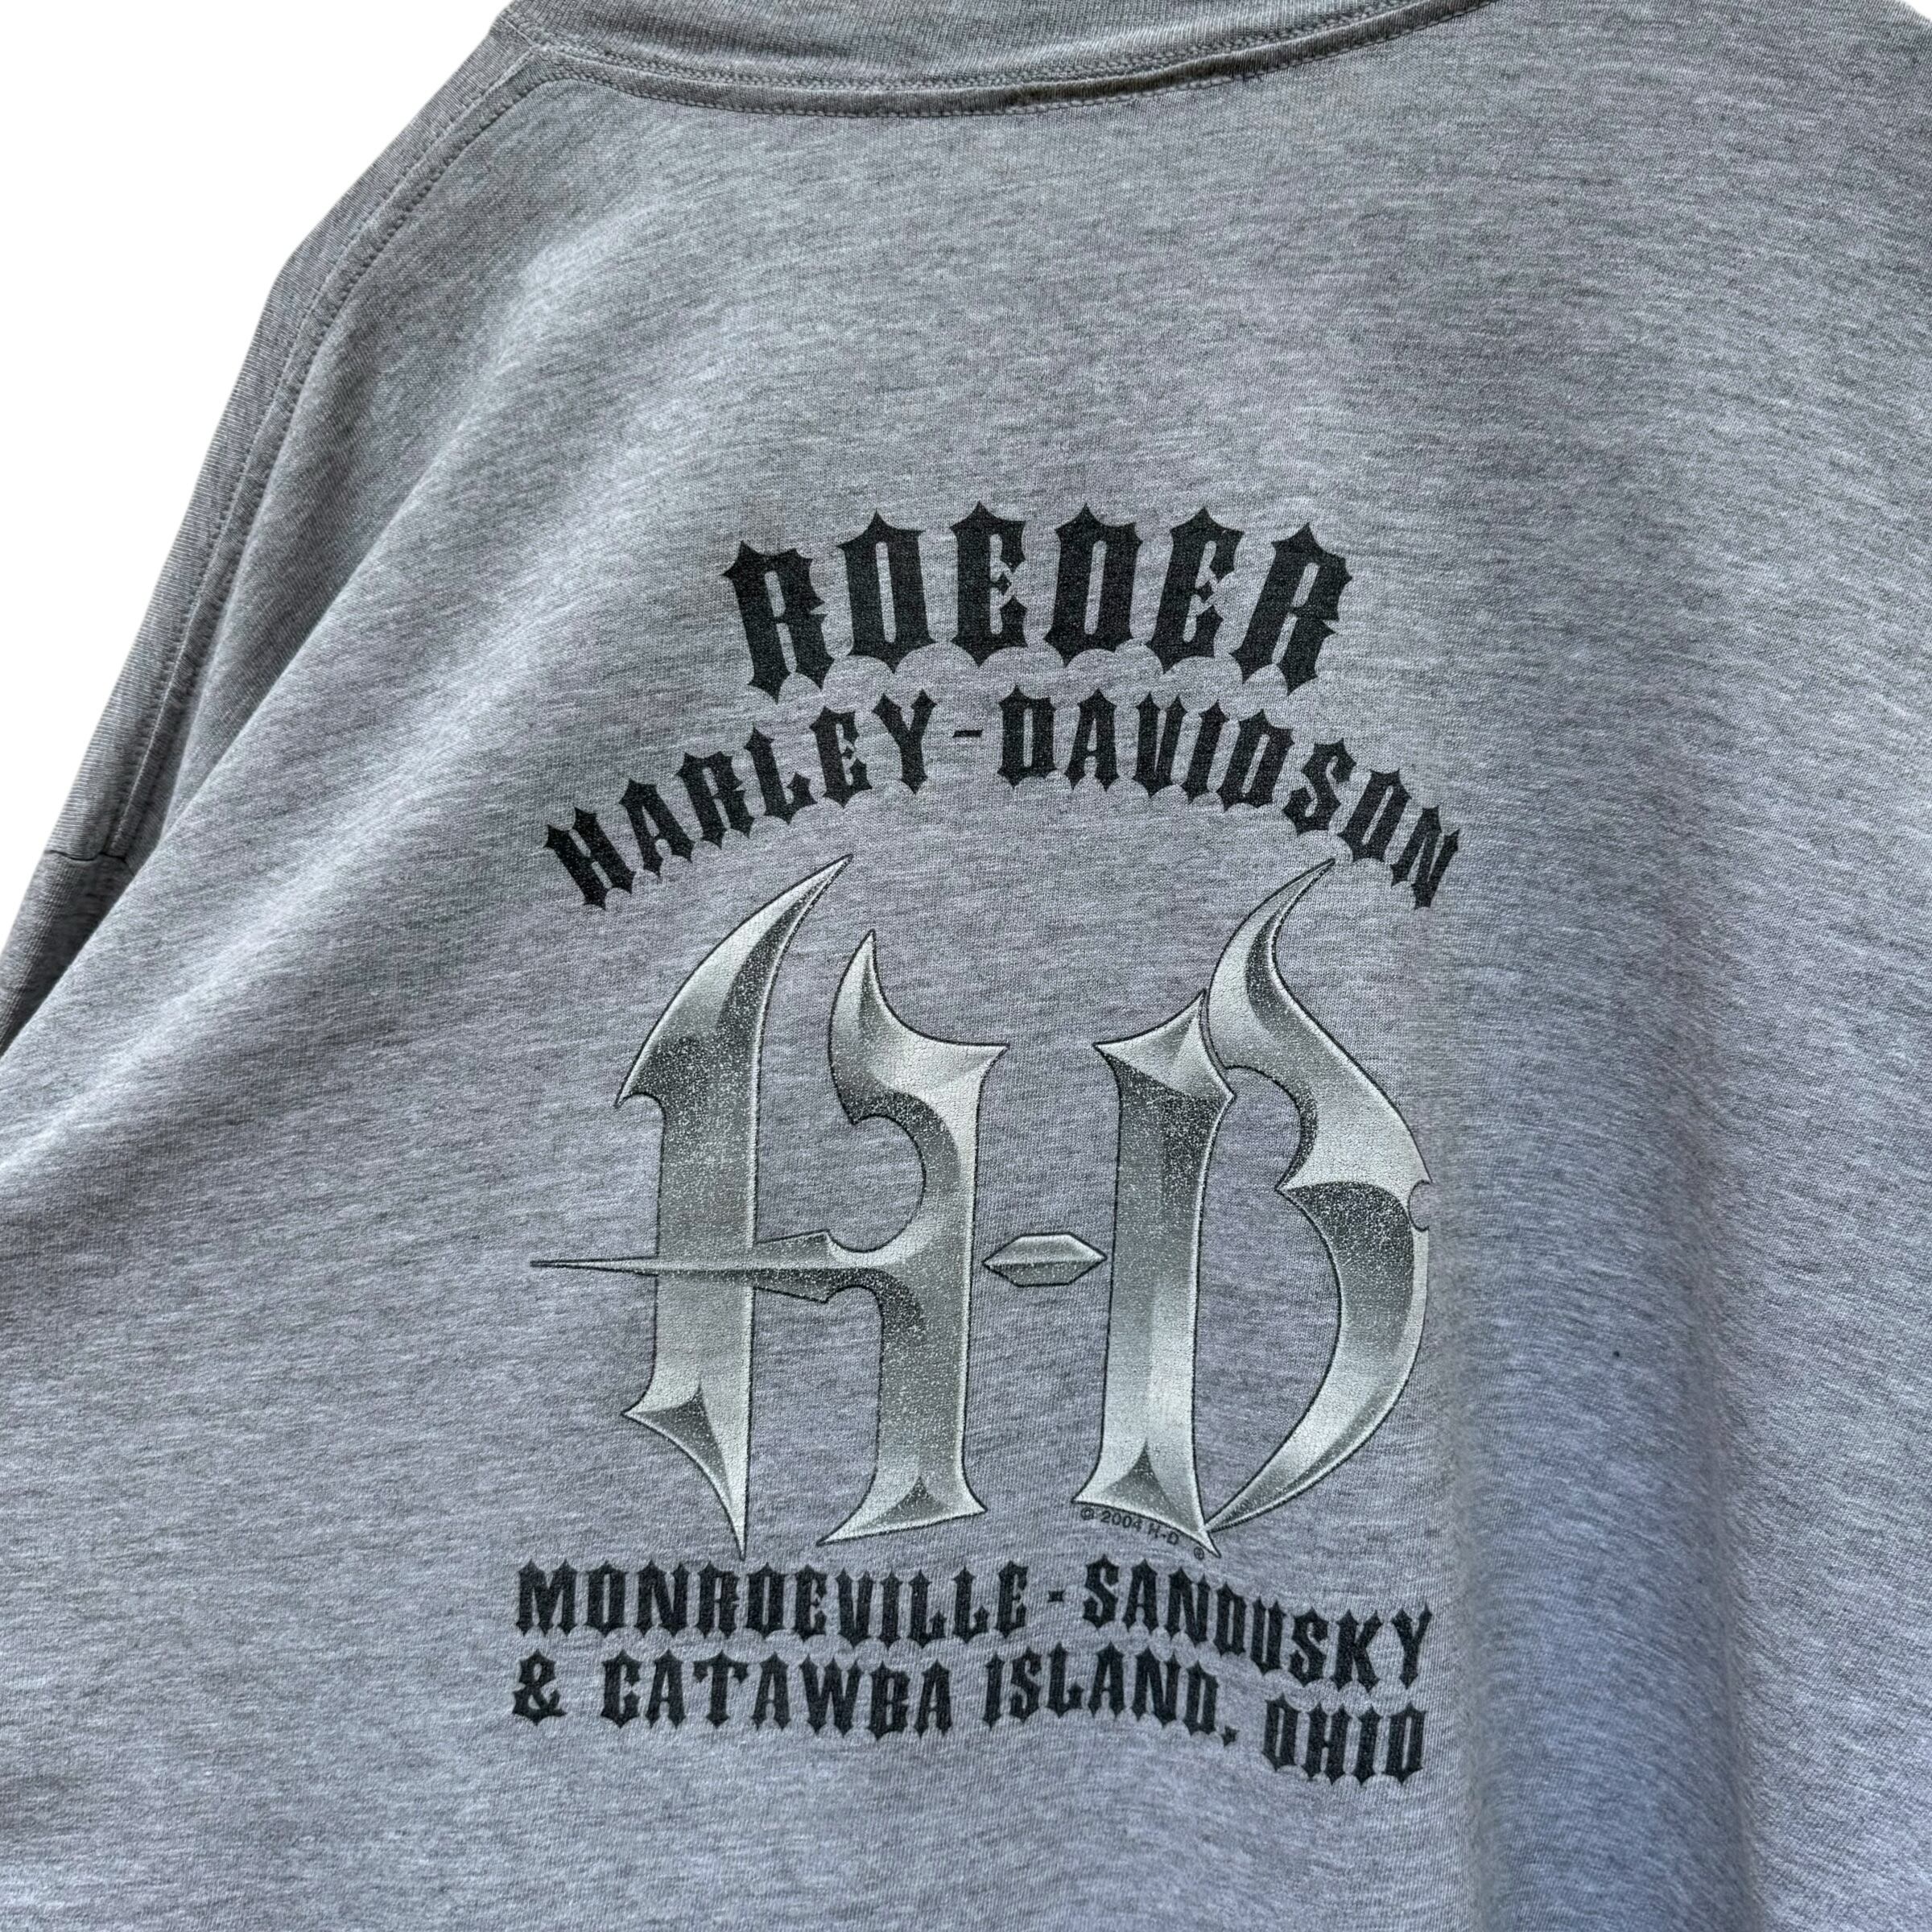 ROEDER
HARLEY-DAVIDSON
H-D
© 2004 H-D ®
MONROEVILLE - SANDUSKY
& CATAWBA ISLAND, OHIO